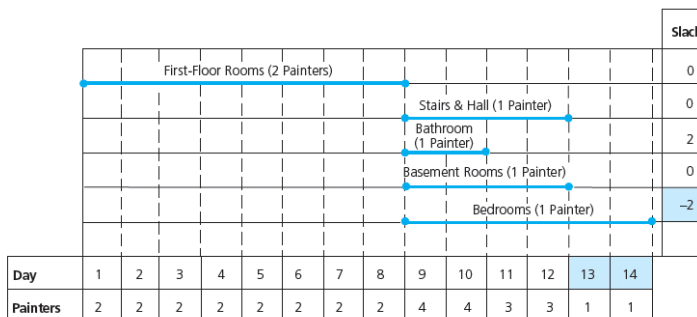 Slack
First-Floor Rooms (2 Painters)
0
Stairs & Hall (1 Painter)
0
Bathroom
(1 Painter)
2
Basement Rooms (1 Painter)
0
Bedrooms (1 Painter)
–2
Day 1 2 3 4 5 6 7 8 9 10 11 12 13 14
Painters 2 2 2 2 2 2 2 2 4 4 3 3 1 1